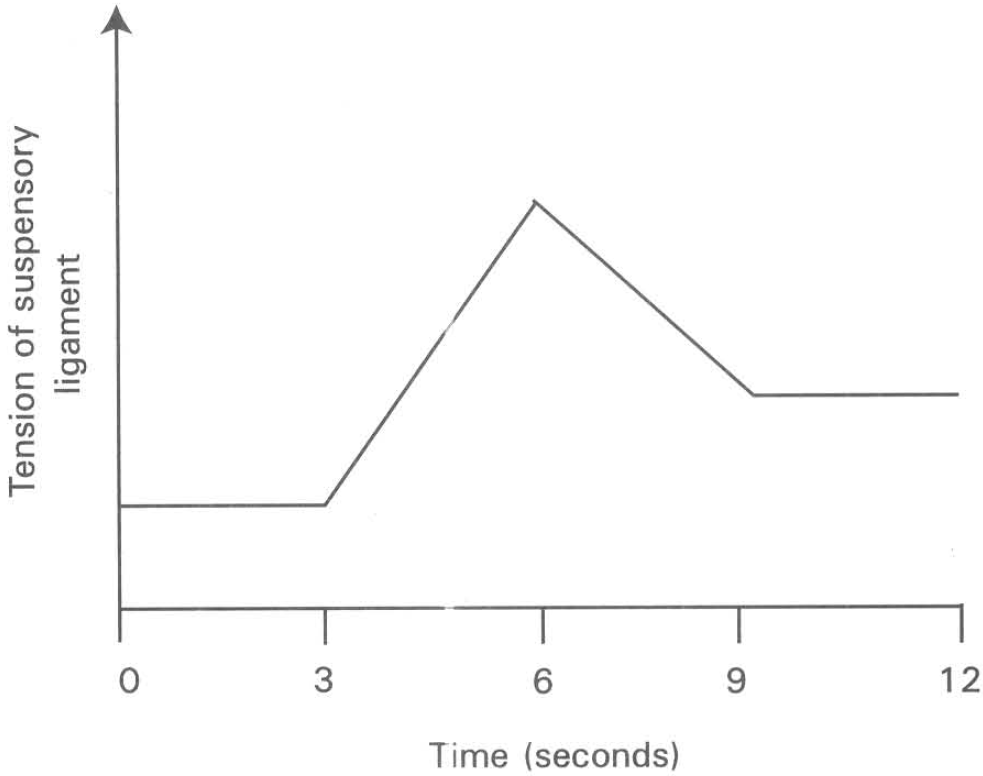 Tension of suspensory
ligament
0 3 6 9 12
Time (seconds)